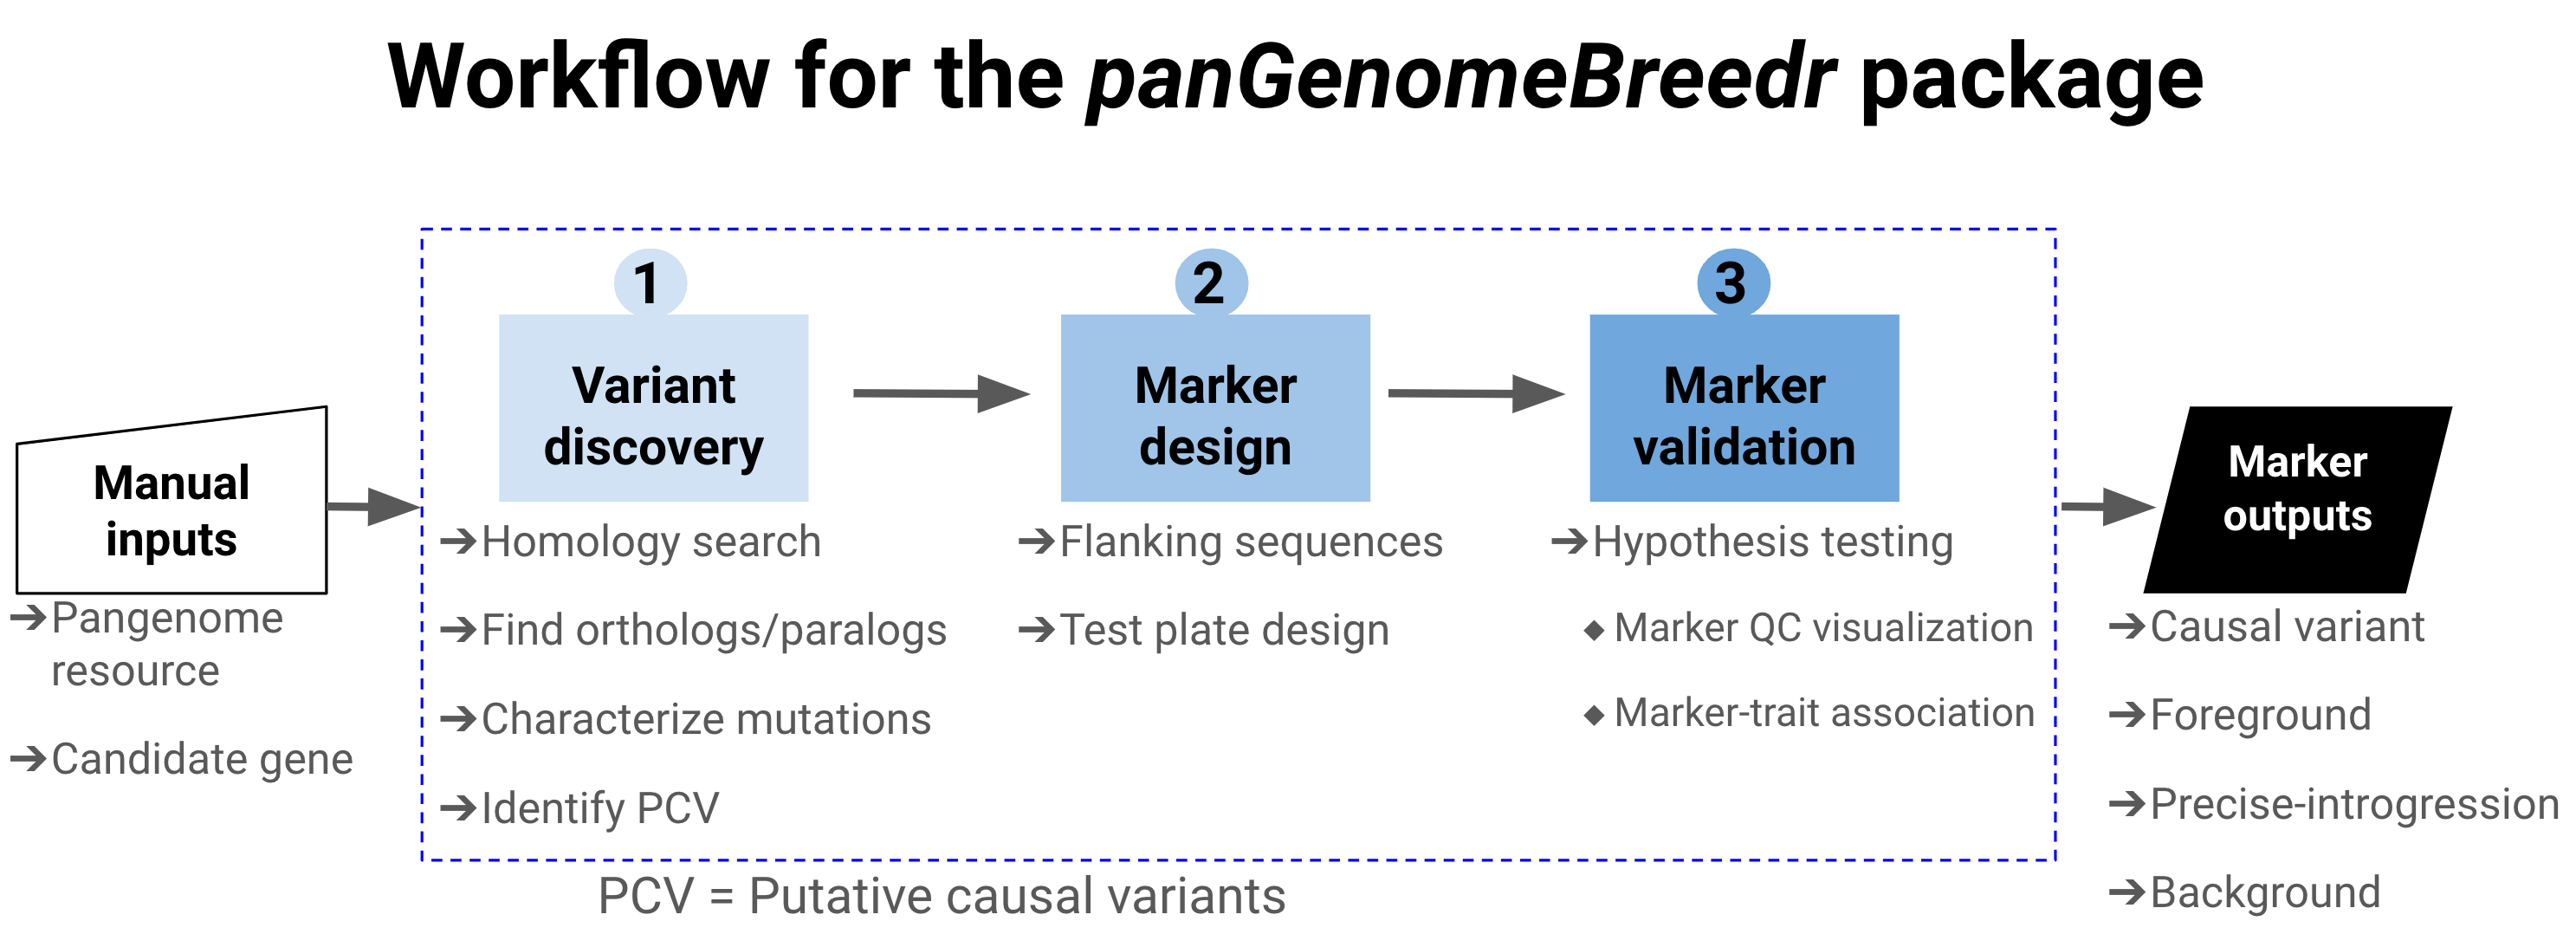 Workflow for the panGenomeBreedr package
Manual
inputs
➔Pangenome
resource
➔Candidate gene
1
Variant
discovery
➔Homology search
➔Find orthologs/paralogs
➔Characterize mutations
➔Identify PCV
2
Marker
design
➔Flanking sequences
➔Test plate design
3
Marker
validation
➔Hypothesis testing
◆ Marker QC visualization
◆ Marker-trait association
Marker
outputs
➔Causal variant
➔Foreground
➔Precise-introgression
➔Background
PCV = Putative causal variants